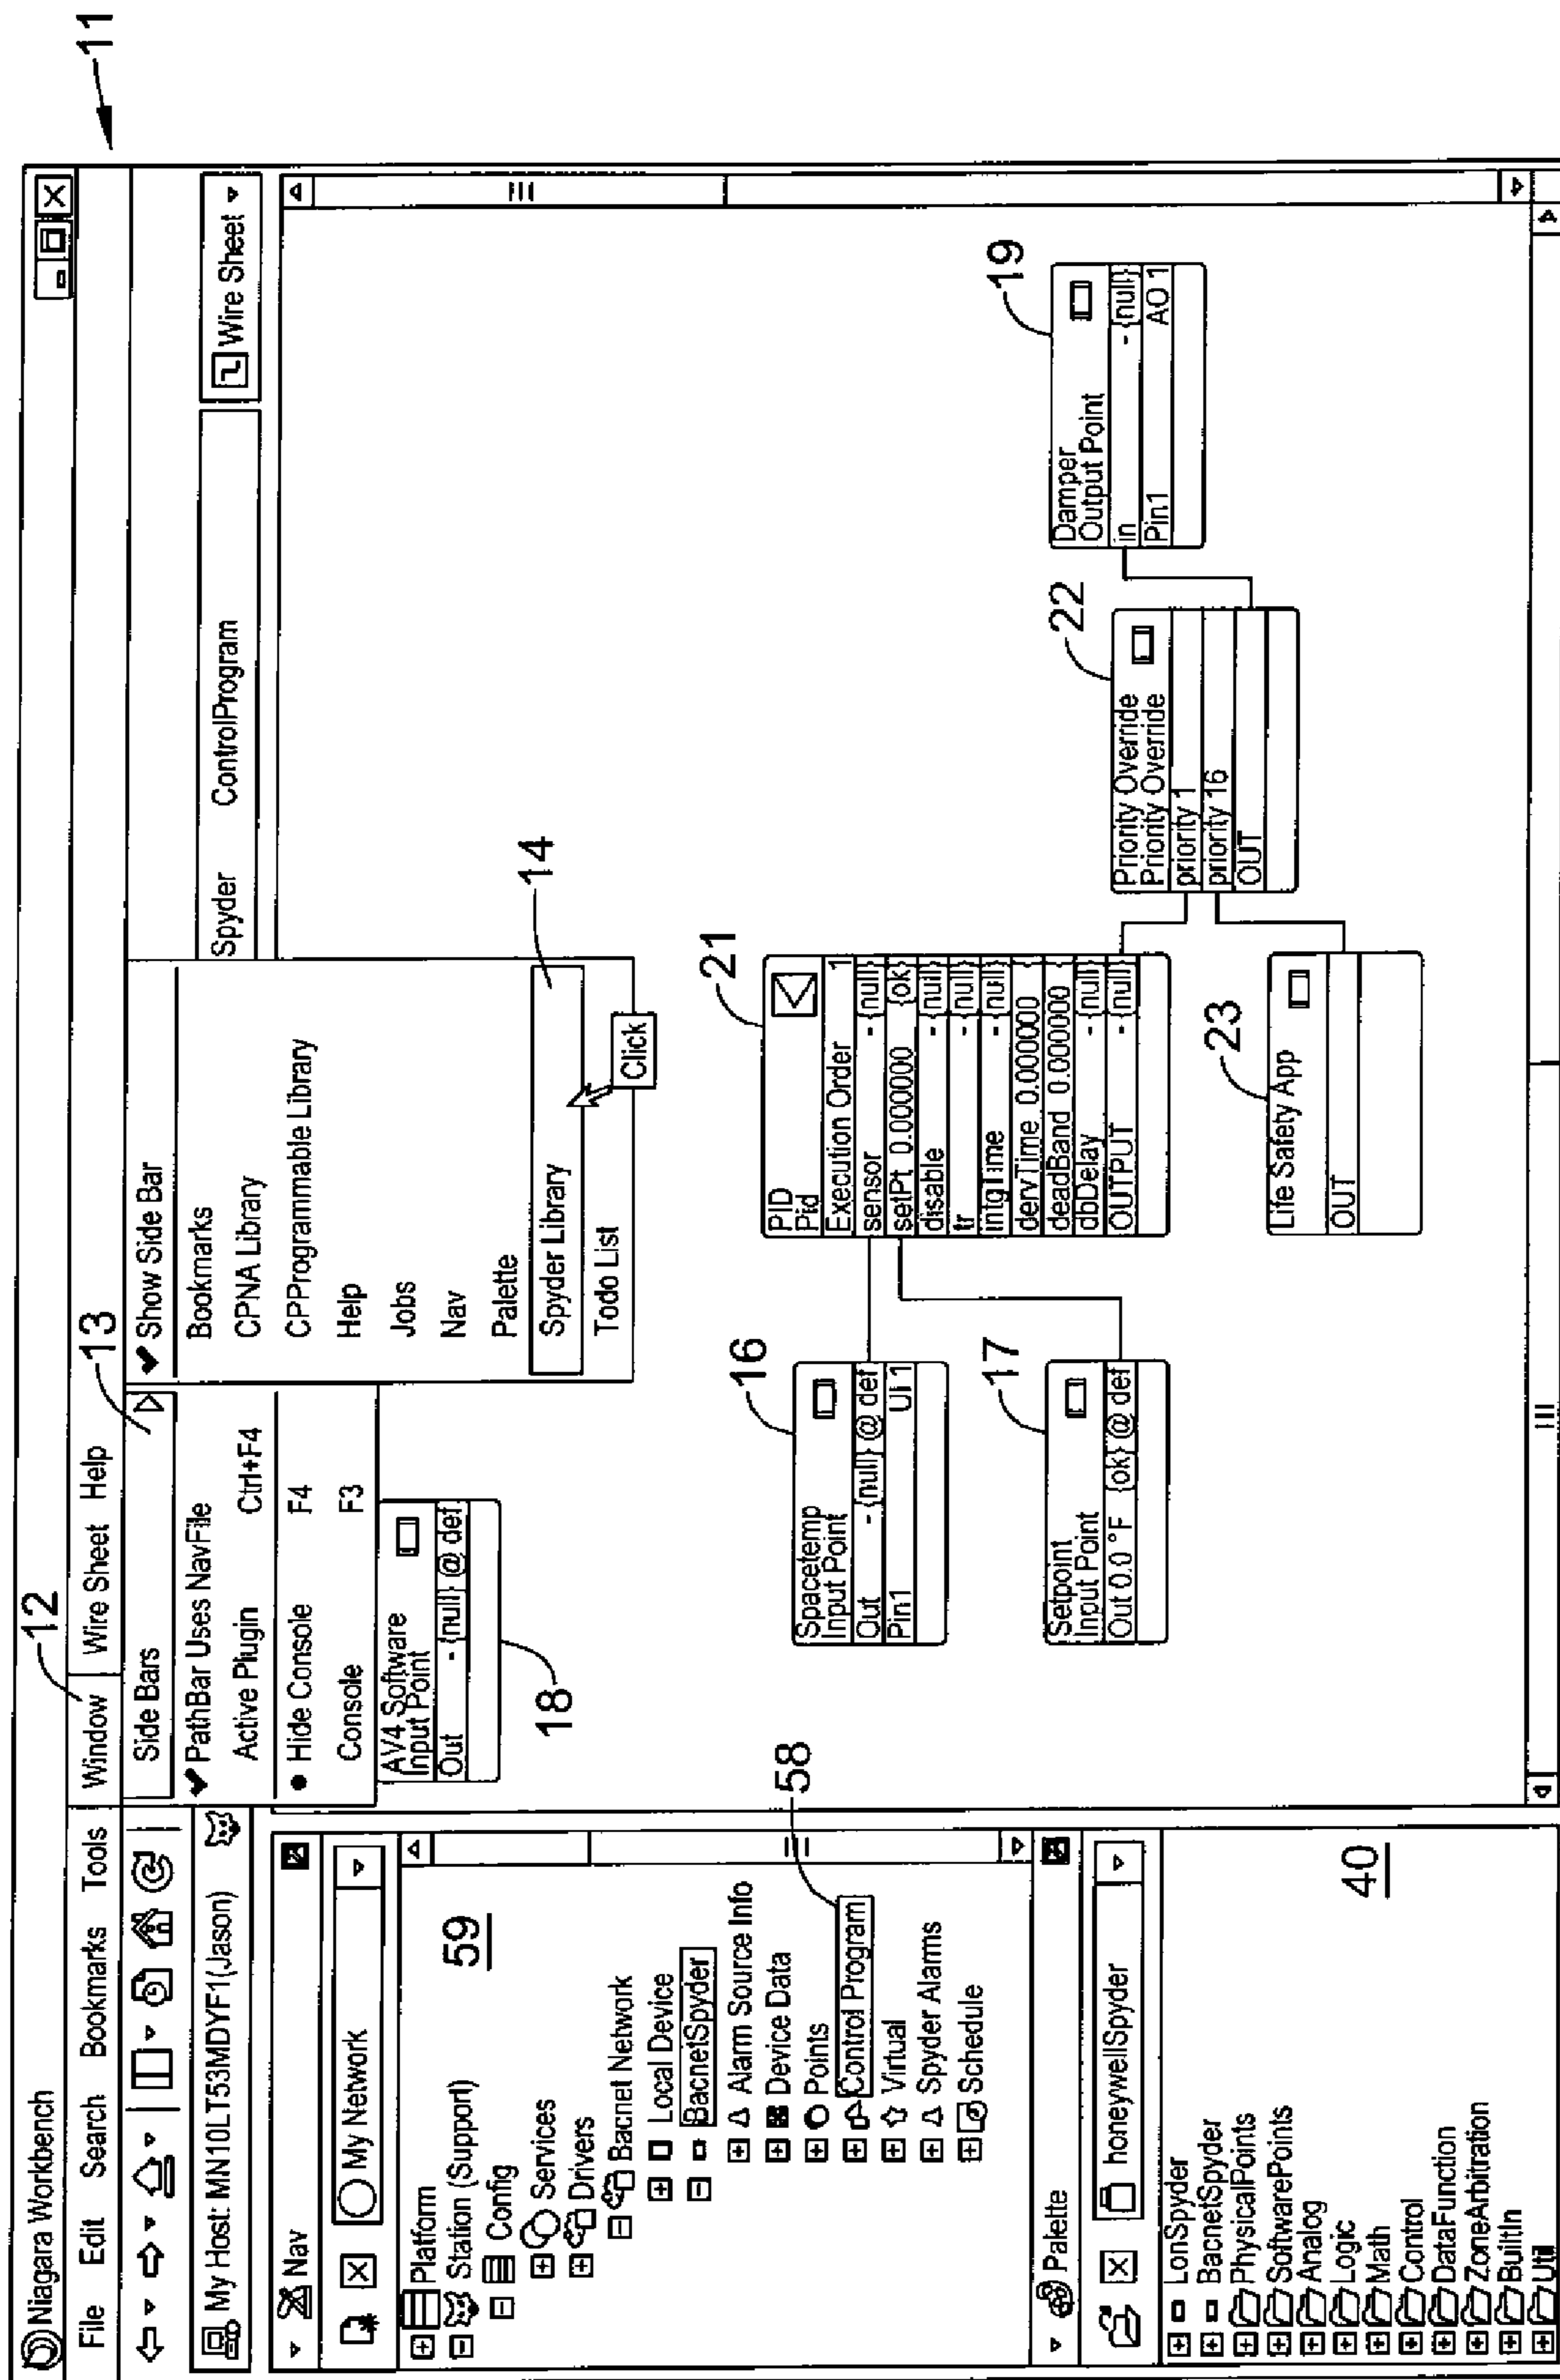 11
Niagara Workbench
File Edit Search Bookmarks Tools Window Wire Sheet Help
12
13
My Host: MN10LT53MDYF1(Jason)
Spyder ControlProgram
Wire Sheet
Side Bars
PathBar Uses NavFile
Active Plugin Ctrl+F4
Hide Console F4
Console F3
Show Side Bar
Bookmarks
CPNA Library
CPProgrammable Library
Help
Jobs
Nav
Palette
Spyder Library
Todo List
Click
14
Nav
My Network
59
Platform
Station (Support)
Config
Services
Drivers
Bacnet Network
Local Device
BacnetSpyder
Alarm Source Info
Device Data
Points
Control Program
Virtual
Spyder Alarms
Schedule
58
Palette
honeywellSpyder
40
LonSpyder
BacnetSpyder
PhysicalPoints
SoftwarePoints
Analog
Logic
Math
Control
DataFunction
ZoneArbitration
BuiltIn
Util
AV4 Software
Input Point
Out - {null} @ def
18
16
Spacetemp
Input Point
Out - {null} @ def
Pin1 UI 1
17
Setpoint
Input Point
Out 0.0 °F {ok} @ def
21
PID
Pid
Execution Order 1
sensor - {null}
setPt 0.000000 {ok}
disable - {null}
tr - {null}
intgTime - {null}
dervTime 0.000000
deadBand 0.000000
dbDelay - {null}
OUTPUT - {null}
23
Life Safety App
OUT
22
Priority Override
Priority Override
priority 1
priority 16
OUT
19
Damper
Output Point
in - {null}
Pin1 AO 1